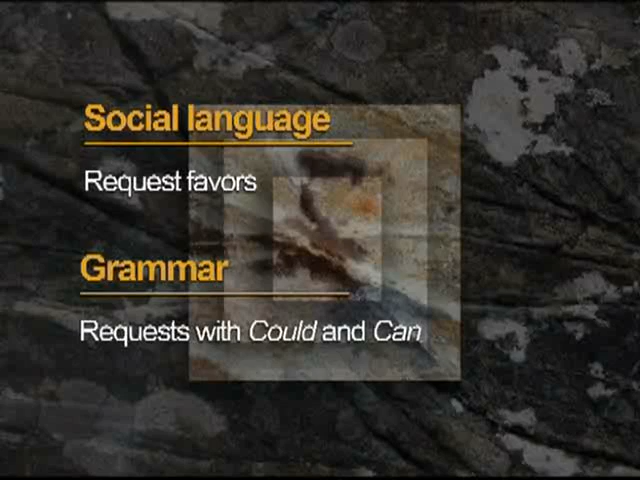 Social language
Request favors
Grammar
Requests with Could and Can